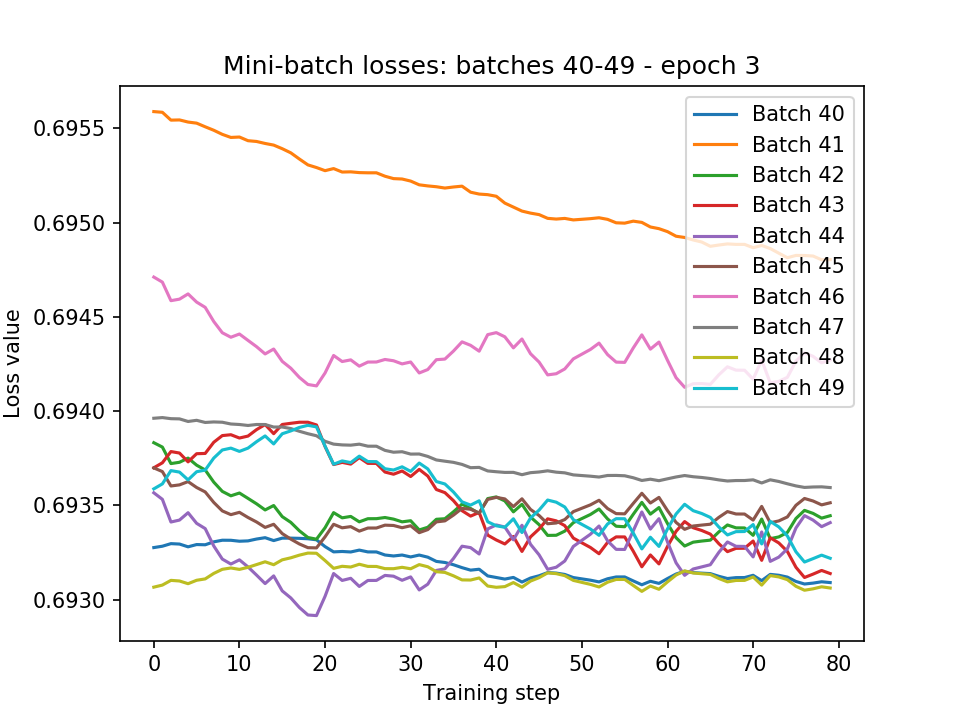 Mini-batch losses: batches 40-49 - epoch 3
0.6955
0.6950
0.6945
0.6940
0.6935
0.6930
Loss value
0
10
20
30
40
50
60
70
80
Training step
Batch 40
Batch 41
Batch 42
Batch 43
Batch 44
Batch 45
Batch 46
Batch 47
Batch 48
Batch 49